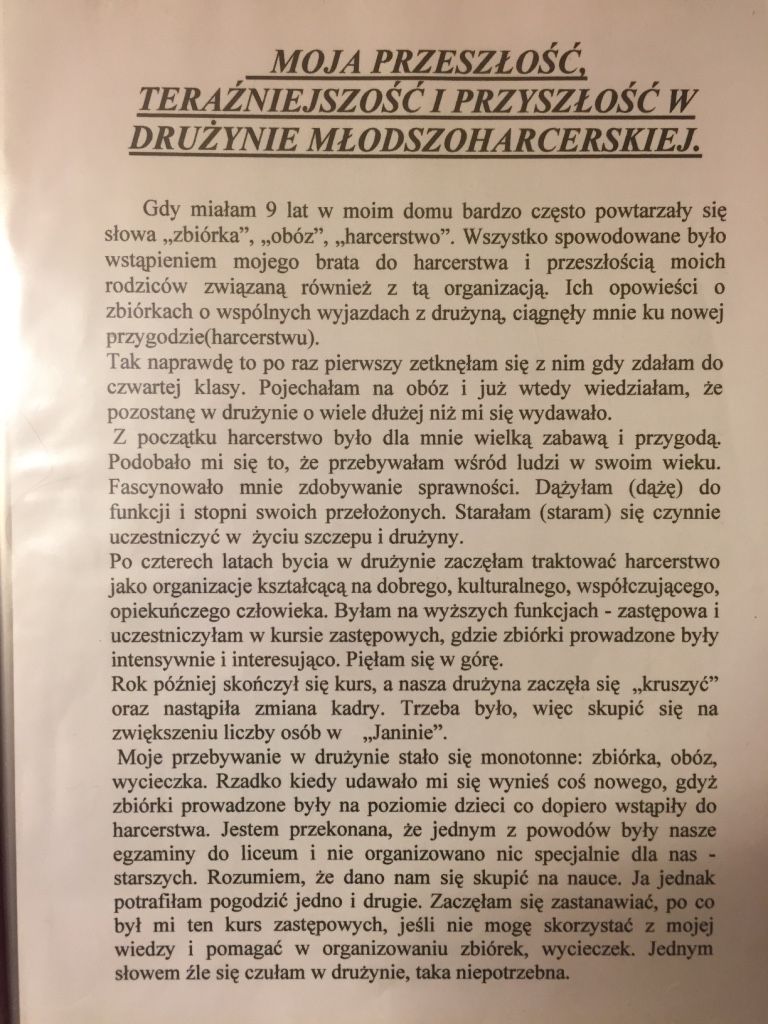 MOJA PRZESZŁOŚĆ,
TERAŹNIEJSZOŚĆ I PRZYSZŁOŚĆ W
DRUŻYNIE MŁODSZOHARCERSKIEJ.
Gdy miałam 9 lat w moim domu bardzo często powtarzały się
słowa „zbiórka”, „obóz”, „harcerstwo”. Wszystko spowodowane było
wstąpieniem mojego brata do harcerstwa i przeszłością moich
rodziców związaną również z tą organizacją. Ich opowieści o
zbiórkach o wspólnych wyjazdach z drużyną, ciągnęły mnie ku nowej
przygodzie(harcerstwu).
Tak naprawdę to po raz pierwszy zetknęłam się z nim gdy zdałam do
czwartej klasy. Pojechałam na obóz i już wtedy wiedziałam, że
pozostanę w drużynie o wiele dłużej niż mi się wydawało.
Z początku harcerstwo było dla mnie wielką zabawą i przygodą.
Podobało mi się to, że przebywałam wśród ludzi w swoim wieku.
Fascynowało mnie zdobywanie sprawności. Dążyłam (dążę) do
funkcji i stopni swoich przełożonych. Starałam (staram) się czynnie
uczestniczyć w życiu szczepu i drużyny.
Po czterech latach bycia w drużynie zaczęłam traktować harcerstwo
jako organizacje kształcącą na dobrego, kulturalnego, współczującego,
opiekuńczego człowieka. Byłam na wyższych funkcjach - zastępowa i
uczestniczyłam w kursie zastępowych, gdzie zbiórki prowadzone były
intensywnie i interesująco. Pięłam się w górę.
Rok później skończył się kurs, a nasza drużyna zaczęła się „kruszyć”
oraz nastąpiła zmiana kadry. Trzeba było, więc skupić się na
zwiększeniu liczby osób w „Janinie”.
Moje przebywanie w drużynie stało się monotonne: zbiórka, obóz,
wycieczka. Rzadko kiedy udawało mi się wynieś coś nowego, gdyż
zbiórki prowadzone były na poziomie dzieci co dopiero wstąpiły do
harcerstwa. Jestem przekonana, że jednym z powodów były nasze
egzaminy do liceum i nie organizowano nic specjalnie dla nas -
starszych. Rozumiem, że dano nam się skupić na nauce. Ja jednak
potrafiłam pogodzić jedno i drugie. Zaczęłam się zastanawiać, po co
był mi ten kurs zastępowych, jeśli nie mogę skorzystać z mojej
wiedzy i pomagać w organizowaniu zbiórek, wycieczek. Jednym
słowem źle się czułam w drużynie, taka niepotrzebna.